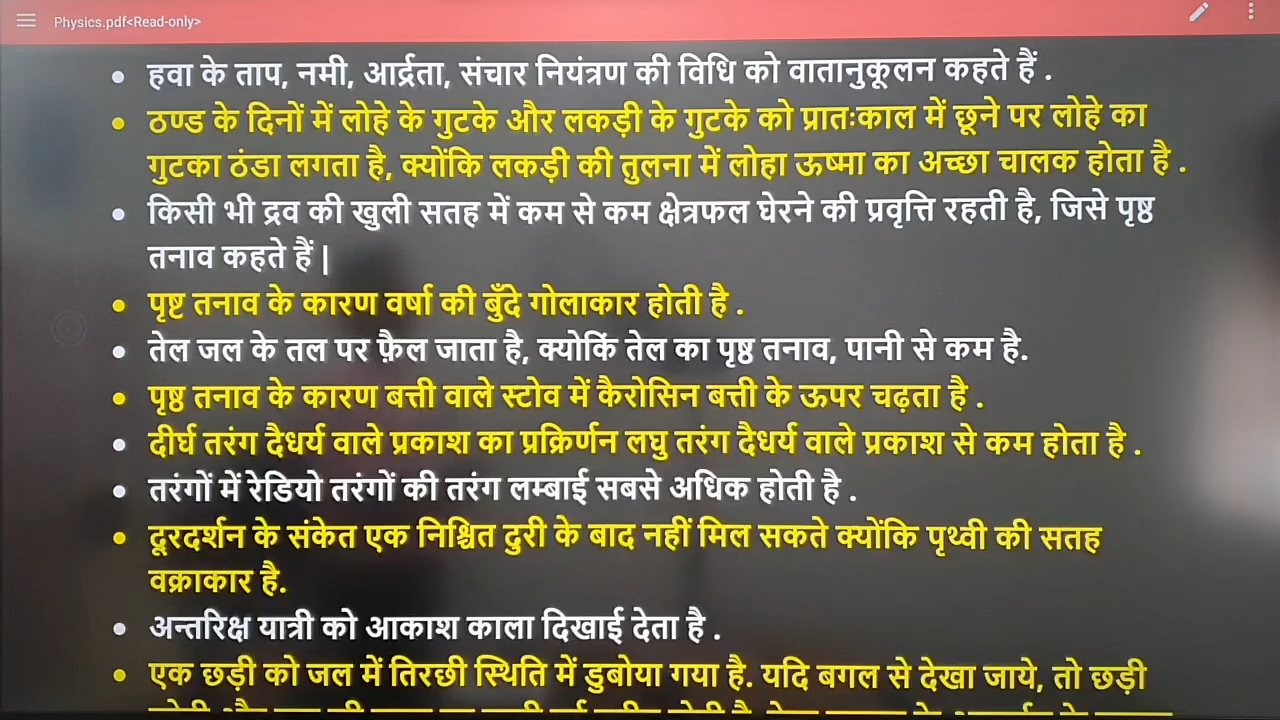 Physics.pdf<Read-only>
• हवा के ताप, नमी, आर्द्रता, संचार नियंत्रण की विधि को वातानुकूलन कहते हैं .
• ठण्ड के दिनों में लोहे के गुटके और लकड़ी के गुटके को प्रातःकाल में छूने पर लोहे का
गुटका ठंडा लगता है, क्योंकि लकड़ी की तुलना में लोहा ऊष्मा का अच्छा चालक होता है .
• किसी भी द्रव की खुली सतह में कम से कम क्षेत्रफल घेरने की प्रवृत्ति रहती है, जिसे पृष्ठ
तनाव कहते हैं |
• पृष्ट तनाव के कारण वर्षा की बुँदे गोलाकार होती है .
• तेल जल के तल पर फ़ैल जाता है, क्योकिं तेल का पृष्ठ तनाव, पानी से कम है.
• पृष्ठ तनाव के कारण बत्ती वाले स्टोव में कैरोसिन बत्ती के ऊपर चढ़ता है .
• दीर्घ तरंग दैधर्य वाले प्रकाश का प्रक्रिर्णन लघु तरंग दैधर्य वाले प्रकाश से कम होता है .
• तरंगों में रेडियो तरंगों की तरंग लम्बाई सबसे अधिक होती है .
• दूरदर्शन के संकेत एक निश्चित दुरी के बाद नहीं मिल सकते क्योंकि पृथ्वी की सतह
वक्राकार है.
• अन्तरिक्ष यात्री को आकाश काला दिखाई देता है .
• एक छड़ी को जल में तिरछी स्थिति में डुबोया गया है. यदि बगल से देखा जाये, तो छड़ी